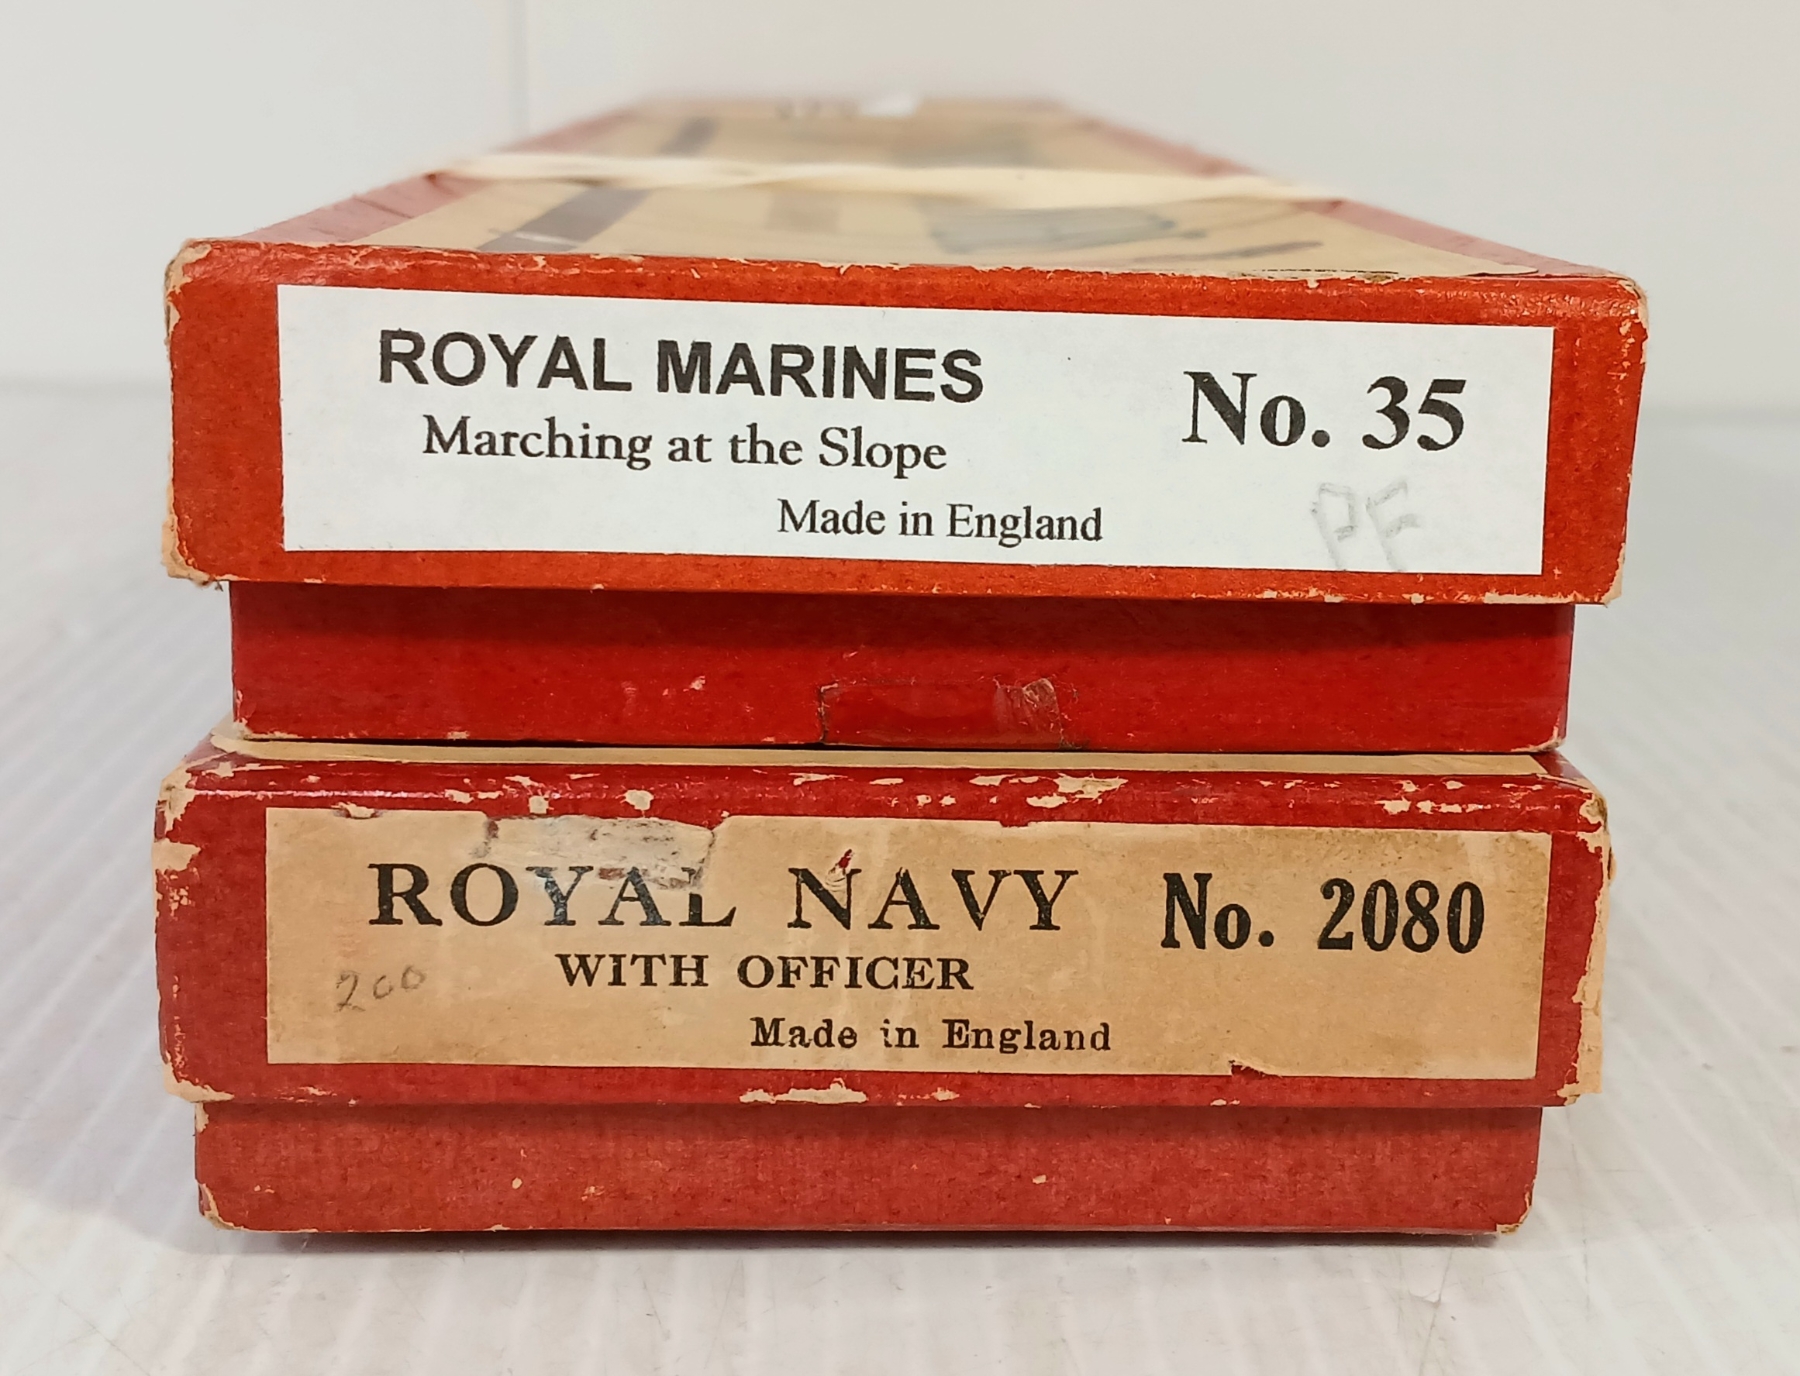 ROYAL MARINES No. 35
Marching at the Slope
Made in England
PF
ROYAL NAVY No. 2080
WITH OFFICER
200
Made in England